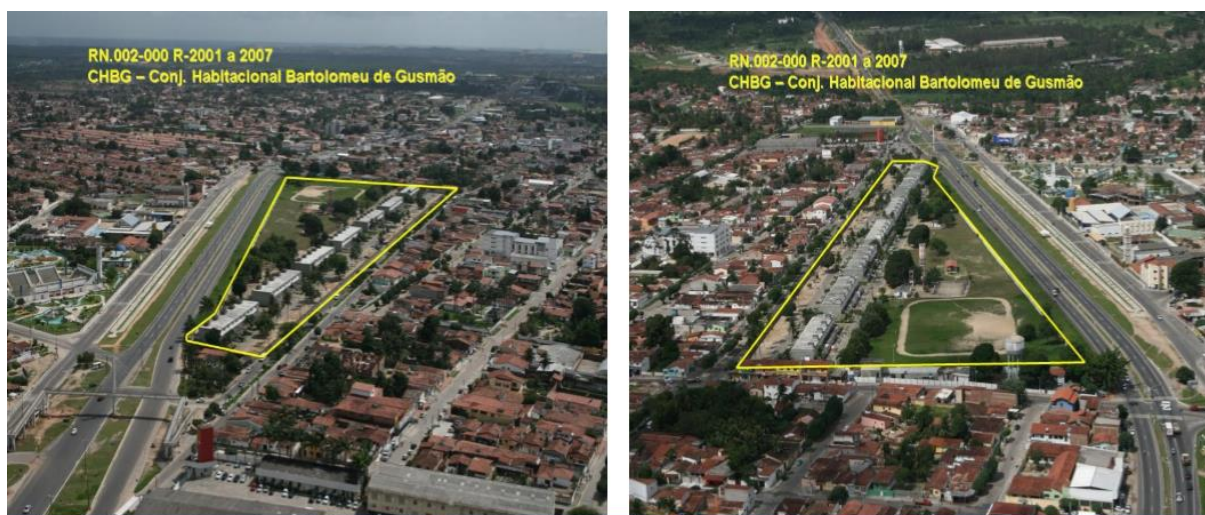 RN.002-000 R-2001 a 2007
CHBG – Conj. Habitacional Bartolomeu de Gusmão
RN.002-000 R-2001 a 2007
CHBG – Conj. Habitacional Bartolomeu de Gusmão